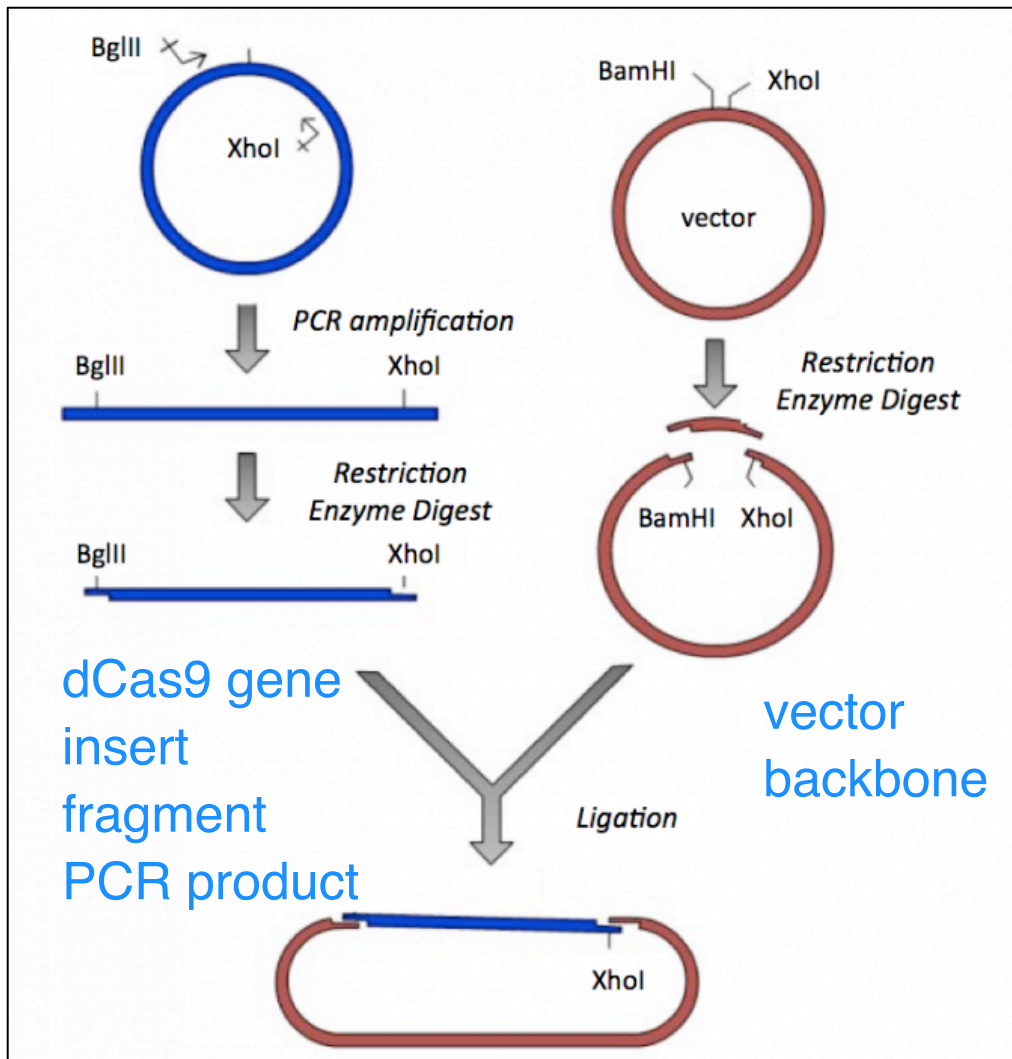 BglII
XhoI
BamHI
XhoI
vector
PCR amplification
BglII
XhoI
Restriction
Enzyme Digest
Restriction
Enzyme Digest
BglII
XhoI
BamHI
XhoI
dCas9 gene
insert
fragment
PCR product
vector
backbone
Ligation
XhoI